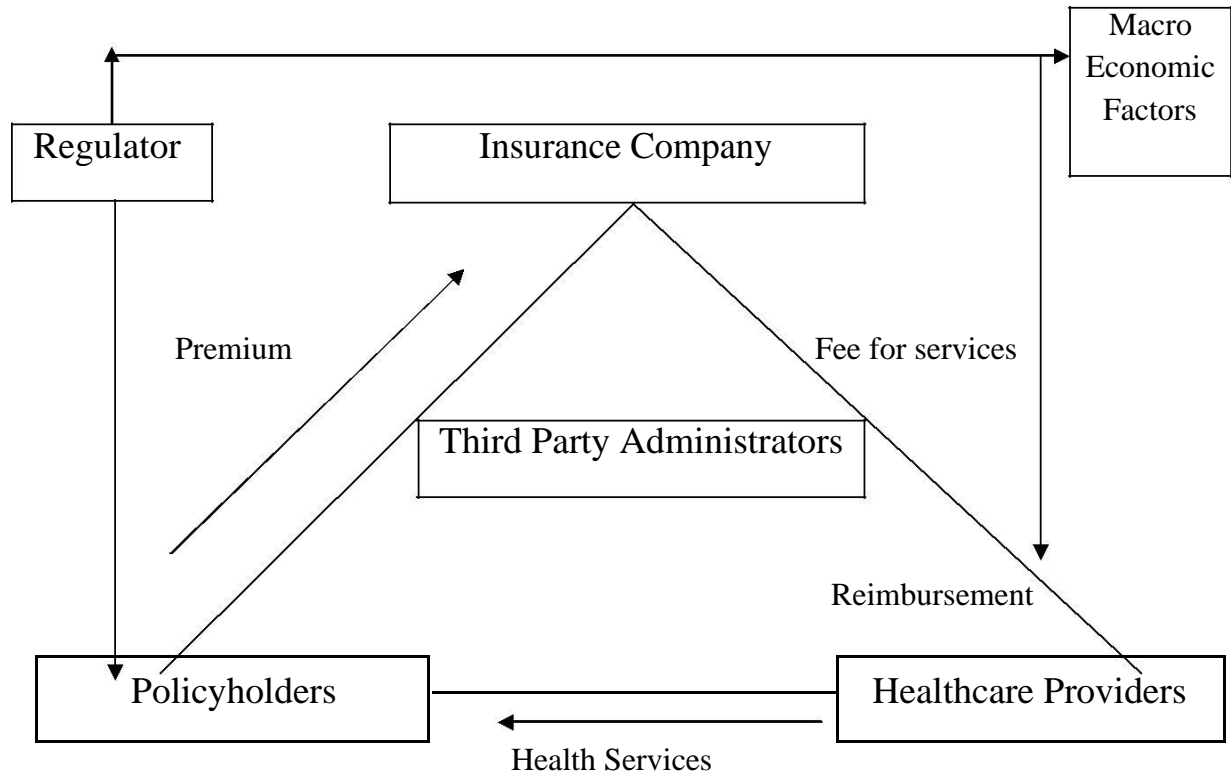 Macro
Economic
Factors
Regulator
Insurance Company
Premium
Fee for services
Third Party Administrators
Reimbursement
Policyholders
Healthcare Providers
Health Services